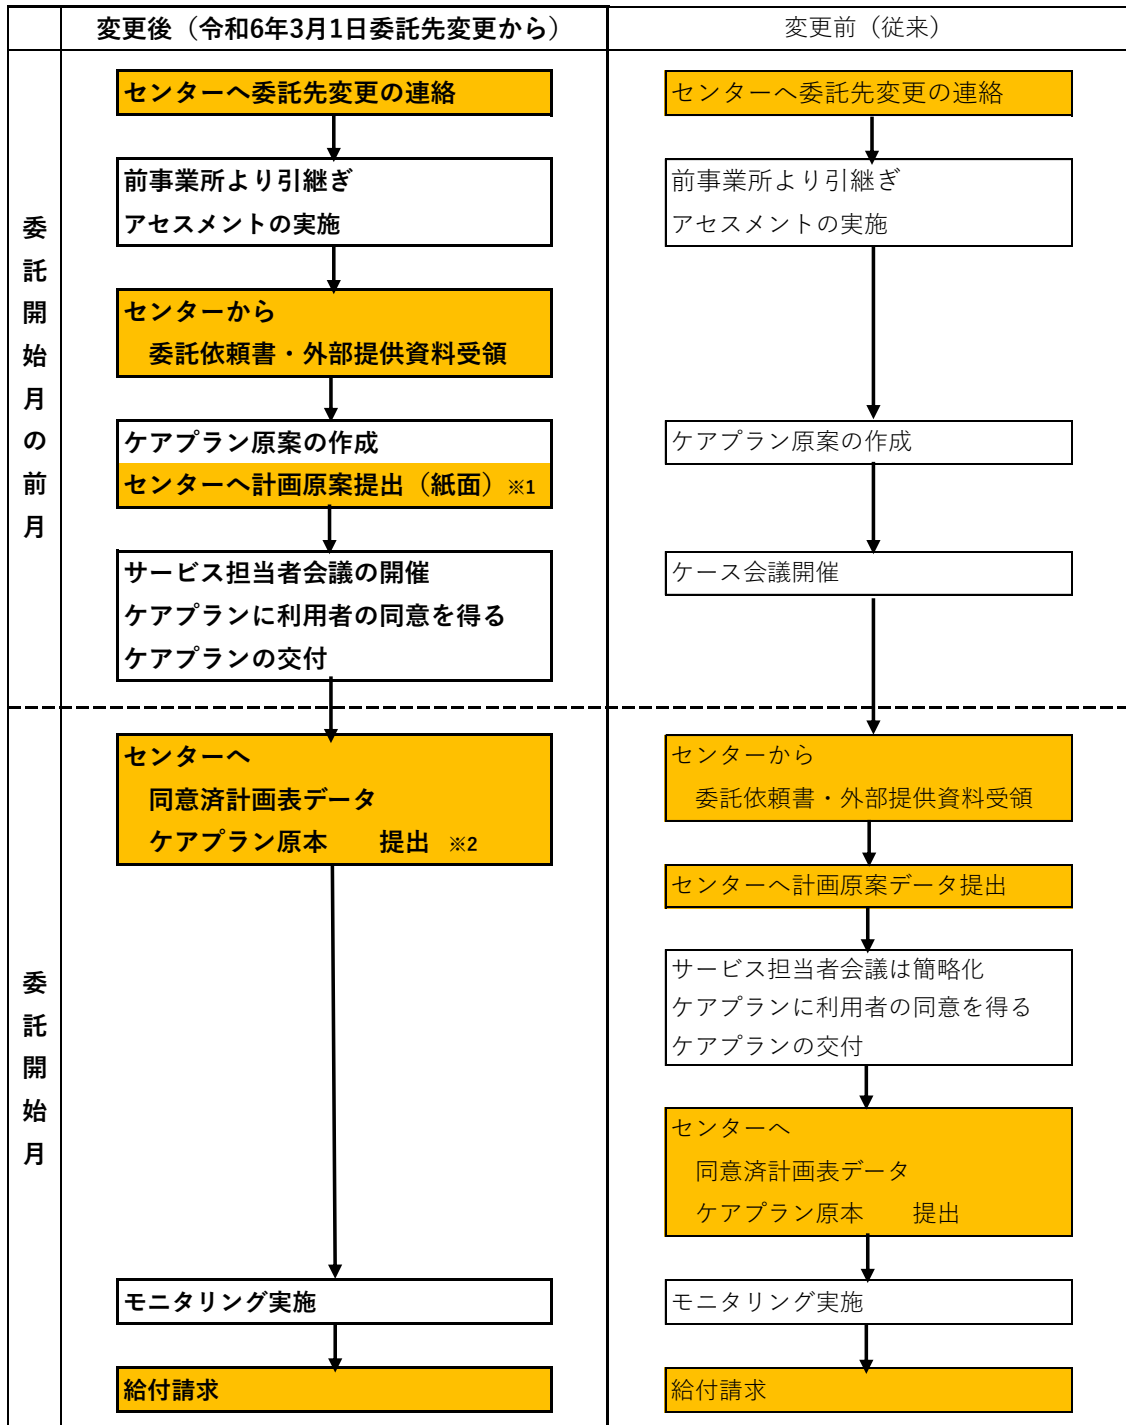 変更後（令和6年3月1日委託先変更から）
変更前（従来）
委託開始月の前月
センターへ委託先変更の連絡
前事業所より引継ぎ
アセスメントの実施
センターから
委託依頼書・外部提供資料受領
ケアプラン原案の作成
センターへ計画原案提出（紙面）※1
サービス担当者会議の開催
ケアプランに利用者の同意を得る
ケアプランの交付
センターへ委託先変更の連絡
前事業所より引継ぎ
アセスメントの実施
ケアプラン原案の作成
ケース会議開催
委託開始月
センターへ
同意済計画表データ
ケアプラン原本　　提出 ※2
モニタリング実施
給付請求
センターから
委託依頼書・外部提供資料受領
センターへ計画原案データ提出
サービス担当者会議は簡略化
ケアプランに利用者の同意を得る
ケアプランの交付
センターへ
同意済計画表データ
ケアプラン原本　　提出
モニタリング実施
給付請求